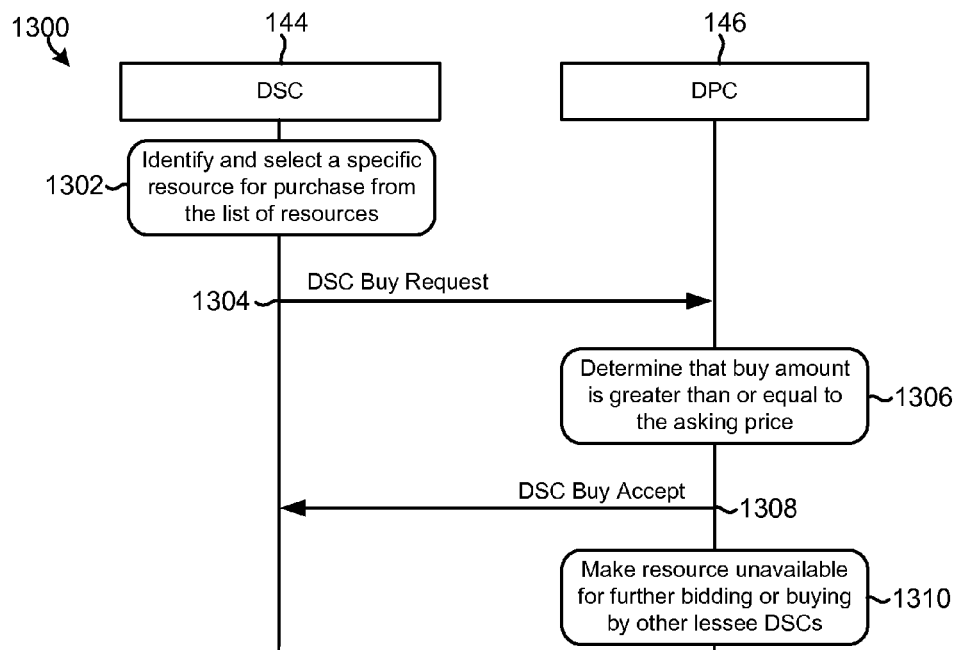 1300
144
146
DSC
DPC
1302
Identify and select a specific
resource for purchase from
the list of resources
DSC Buy Request
1304
Determine that buy amount
is greater than or equal to
the asking price
1306
DSC Buy Accept
1308
Make resource unavailable
for further bidding or buying
by other lessee DSCs
1310